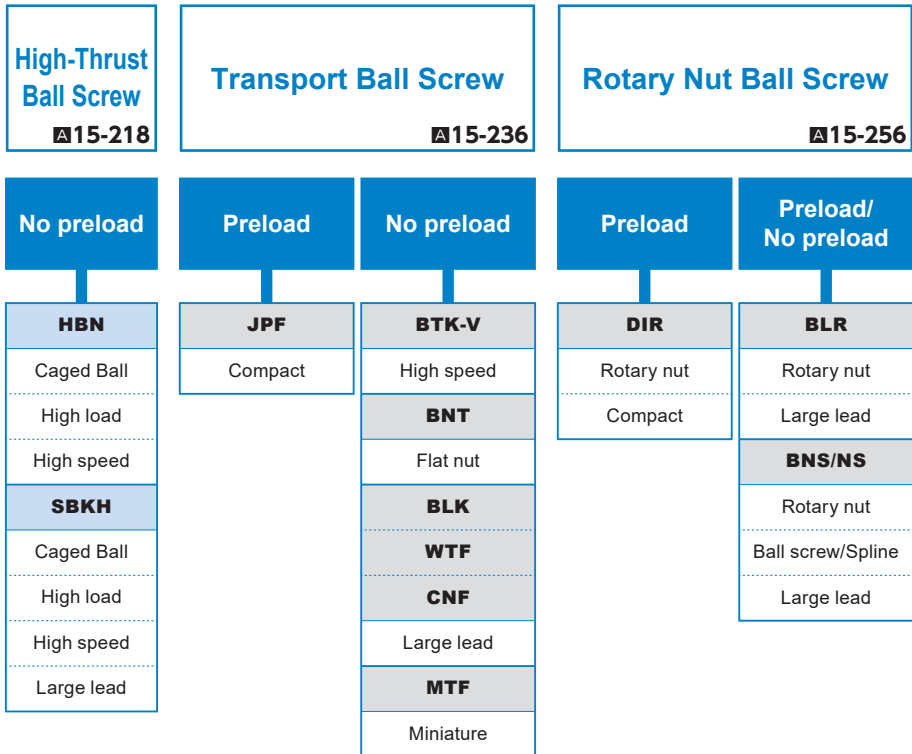 High-Thrust
Ball Screw
A15-218
Transport Ball Screw
A15-236
Rotary Nut Ball Screw
A15-256
No preload
HBN
Caged Ball
High load
High speed
SBKH
Caged Ball
High load
High speed
Large lead
Preload
JPF
Compact
No preload
BTK-V
High speed
BNT
Flat nut
BLK
WTF
CNF
Large lead
MTF
Miniature
Preload
DIR
Rotary nut
Compact
Preload/
No preload
BLR
Rotary nut
Large lead
BNS/NS
Rotary nut
Ball screw/Spline
Large lead